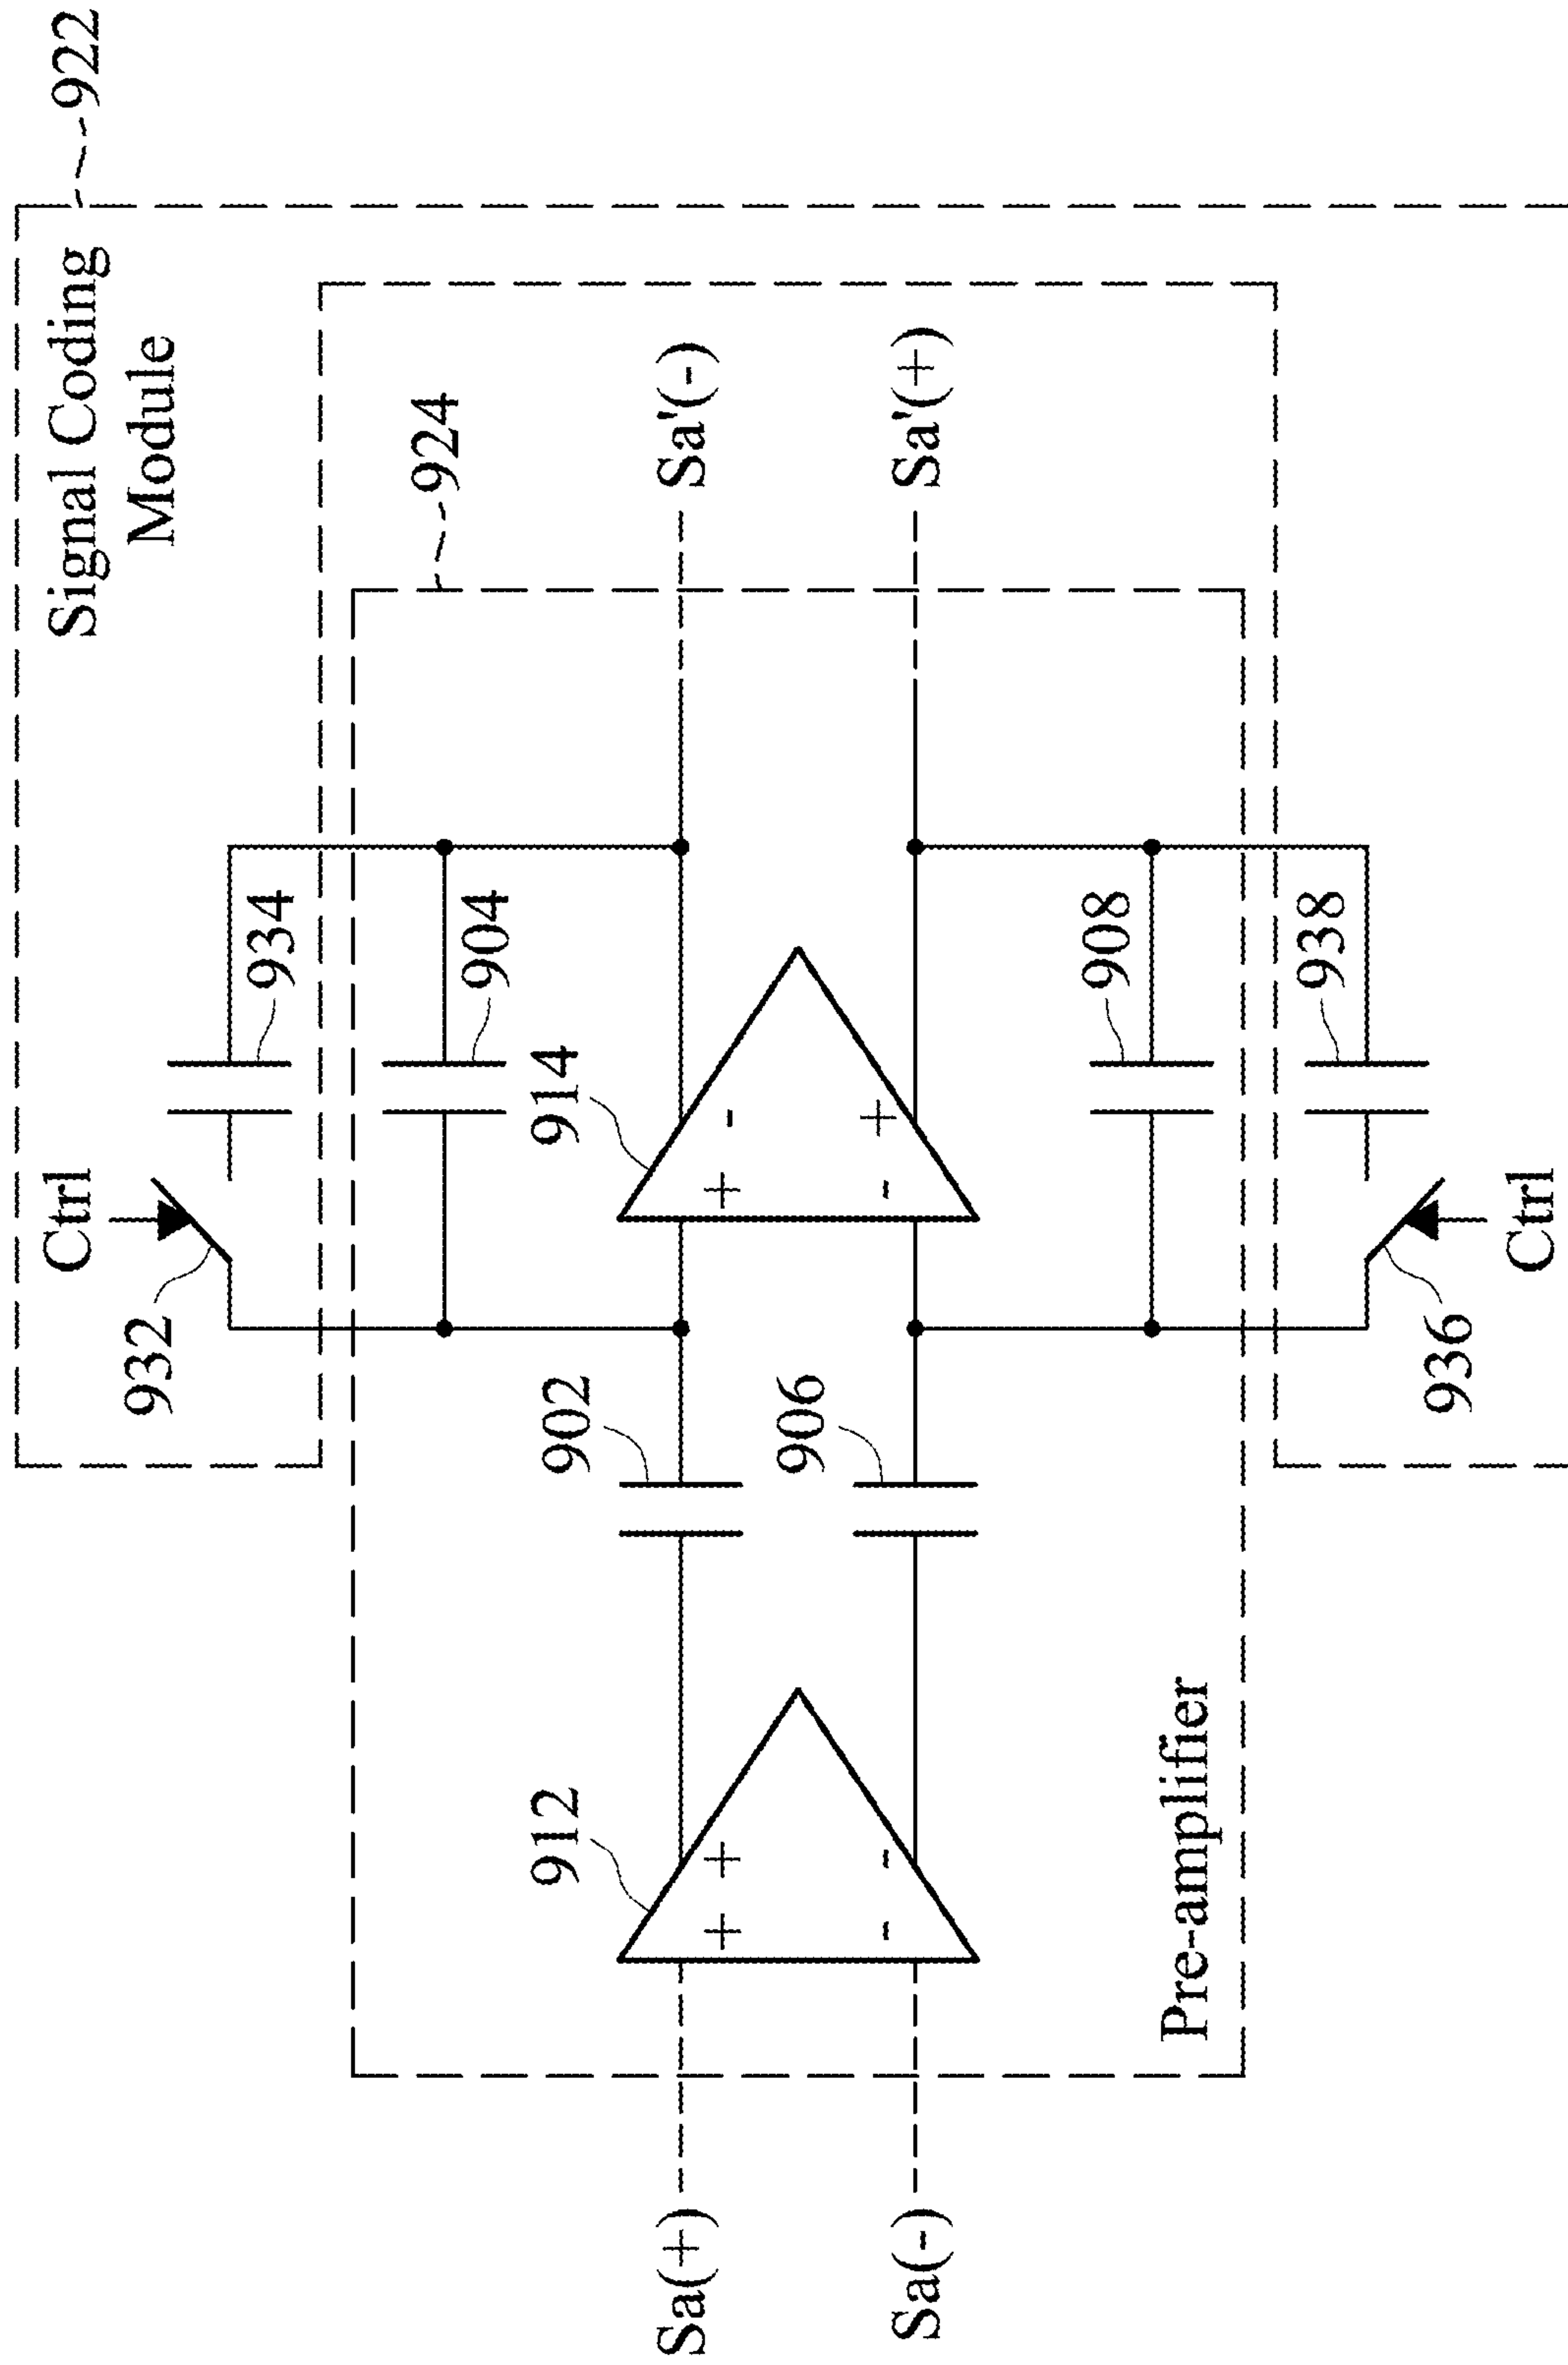 922
Signal Coding
Module
Ctrl
932
934
904
924
914
+
-
-
+
902
906
912
+
+
-
-
Sa(+)
Sa(-)
Sa'(-)
Sa'(+)
908
938
936
Ctrl
Pre-amplifier